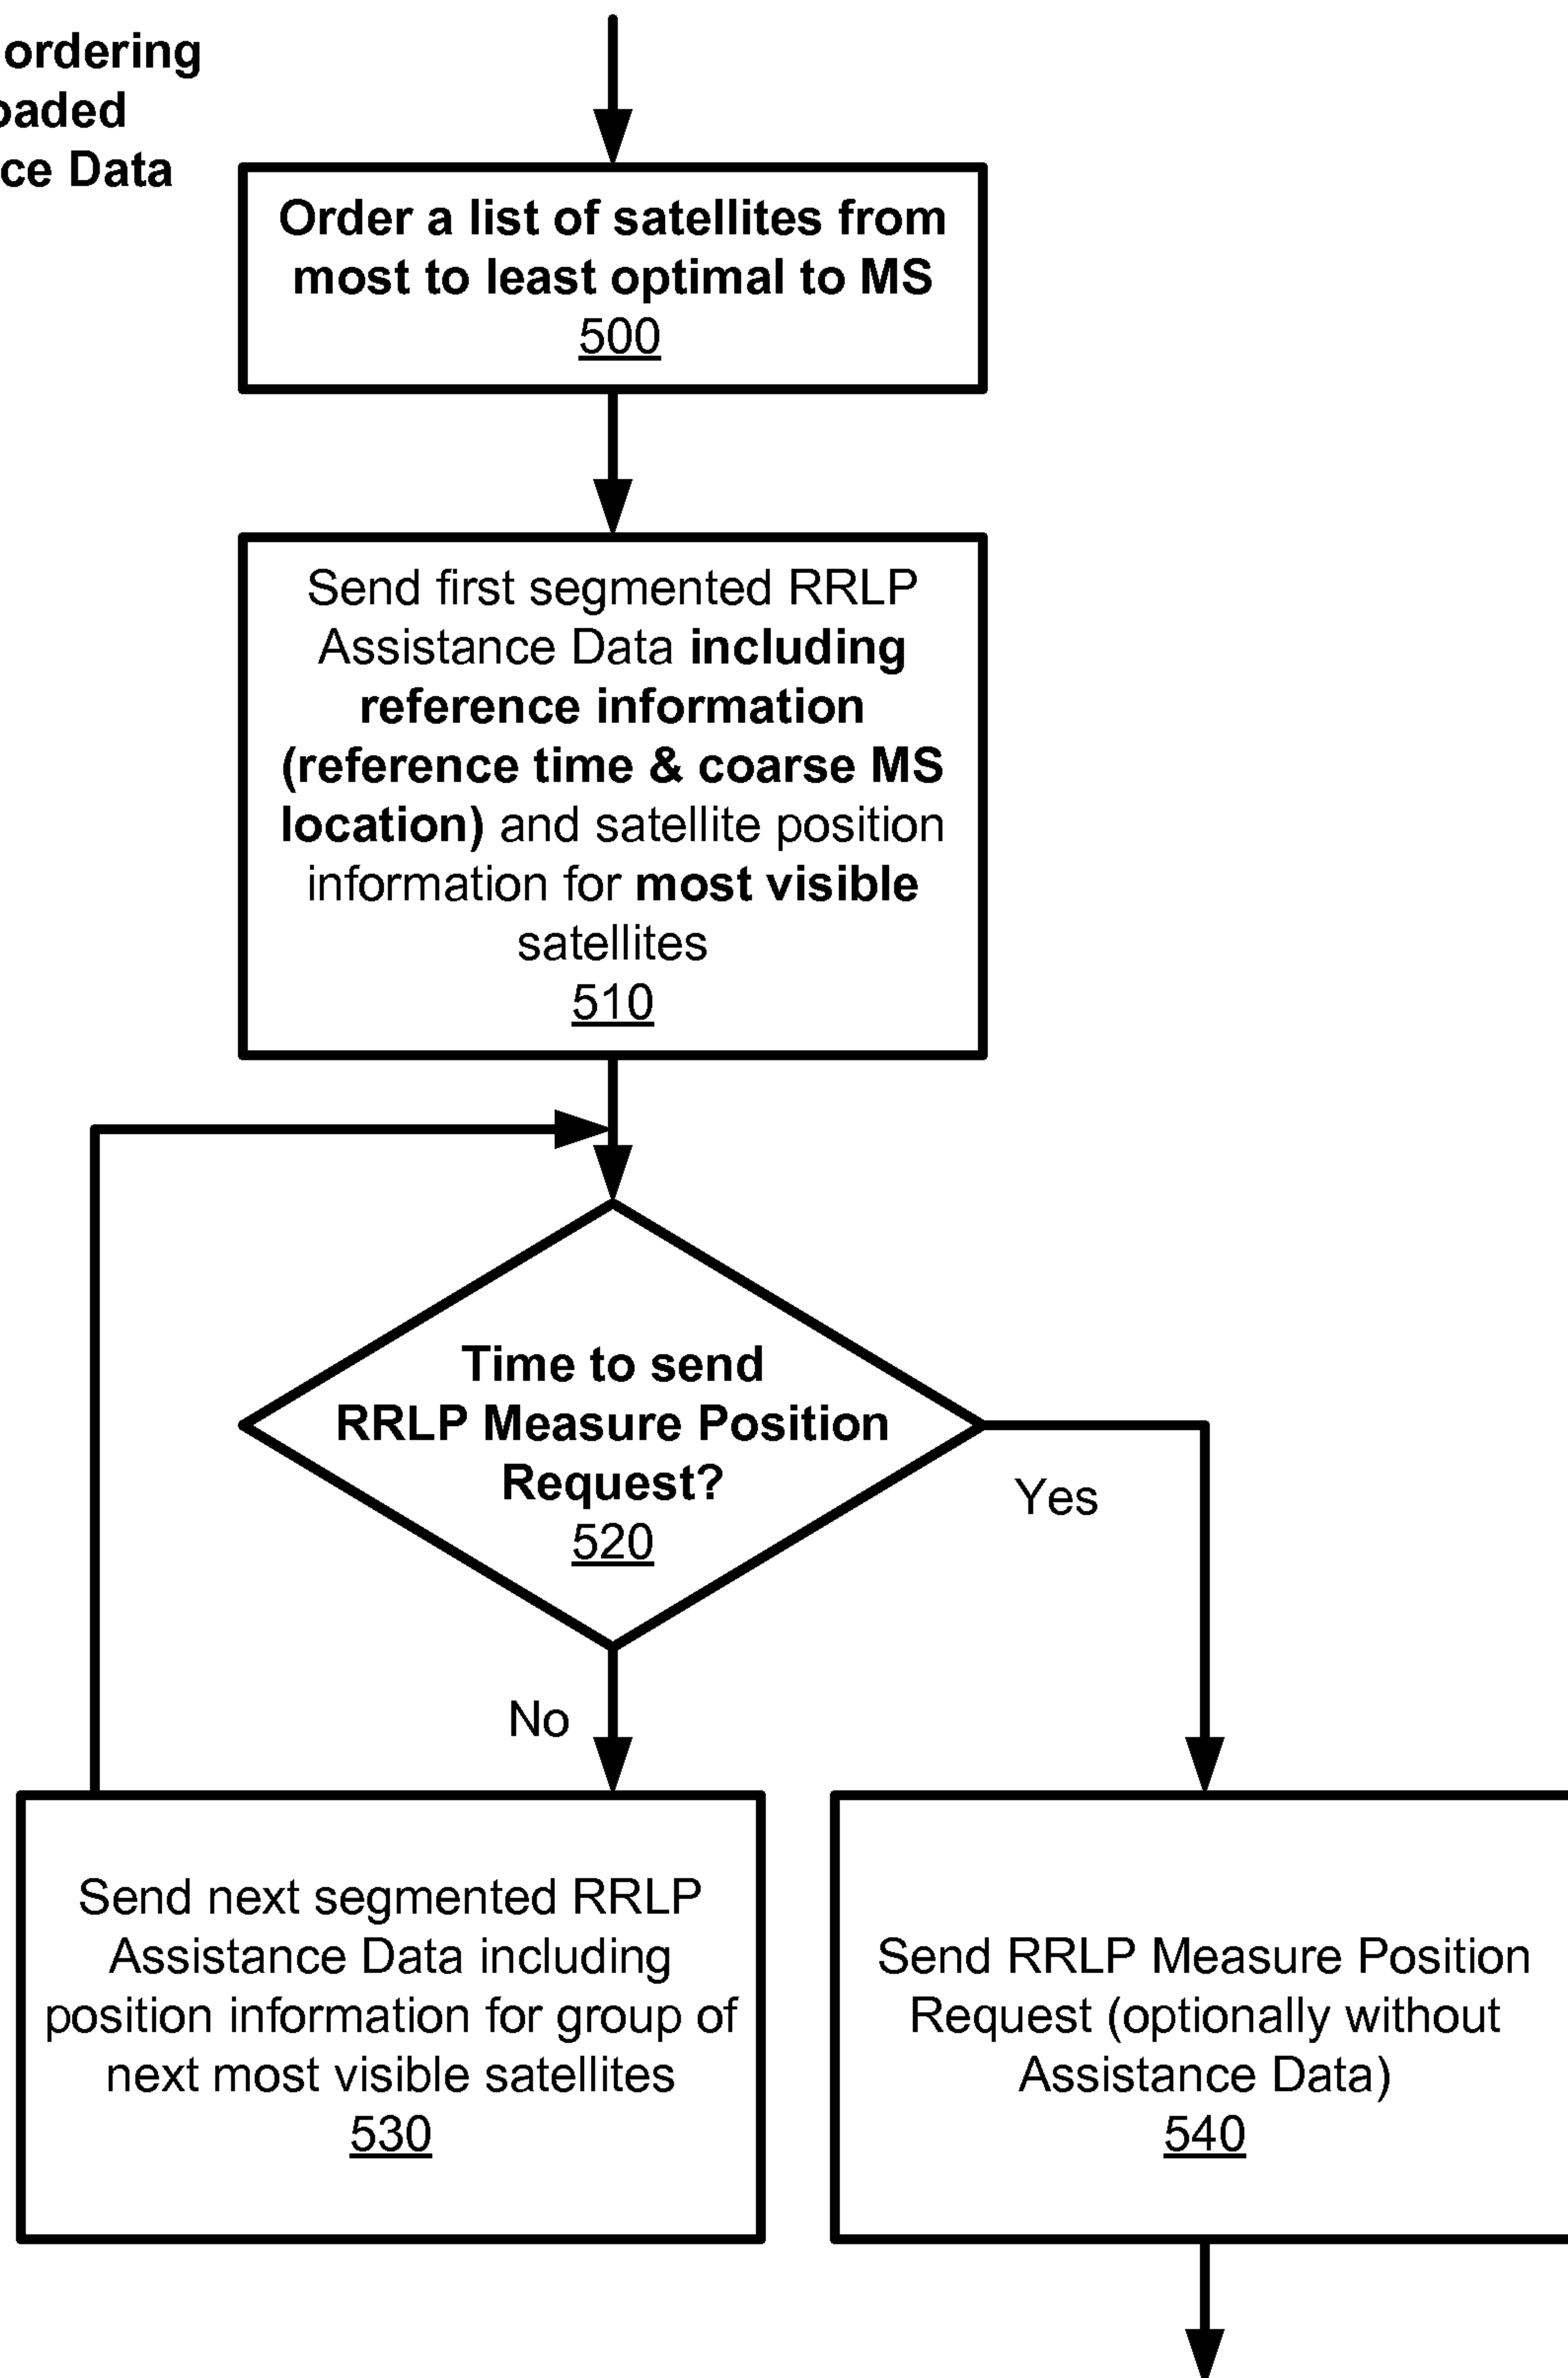 ordering
oaded
ce Data
Order a list of satellites from
most to least optimal to MS
500
Send first segmented RRLP
Assistance Data including
reference information
(reference time & coarse MS
location) and satellite position
information for most visible
satellites
510
Time to send
RRLP Measure Position
Request?
520
Yes
No
Send next segmented RRLP
Assistance Data including
position information for group of
next most visible satellites
530
Send RRLP Measure Position
Request (optionally without
Assistance Data)
540